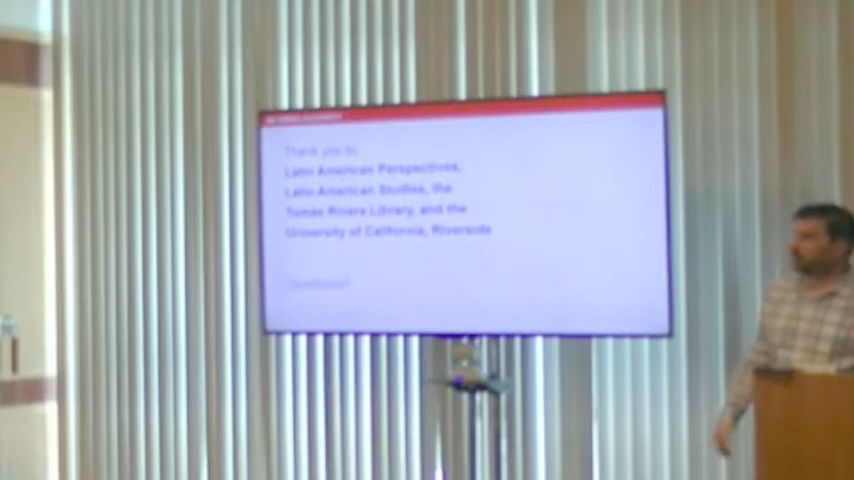 Thank you to:
Latin American Perspectives,
Latin American Studies, the
Tomás Rivera Library, and the
University of California, Riverside
Questions?